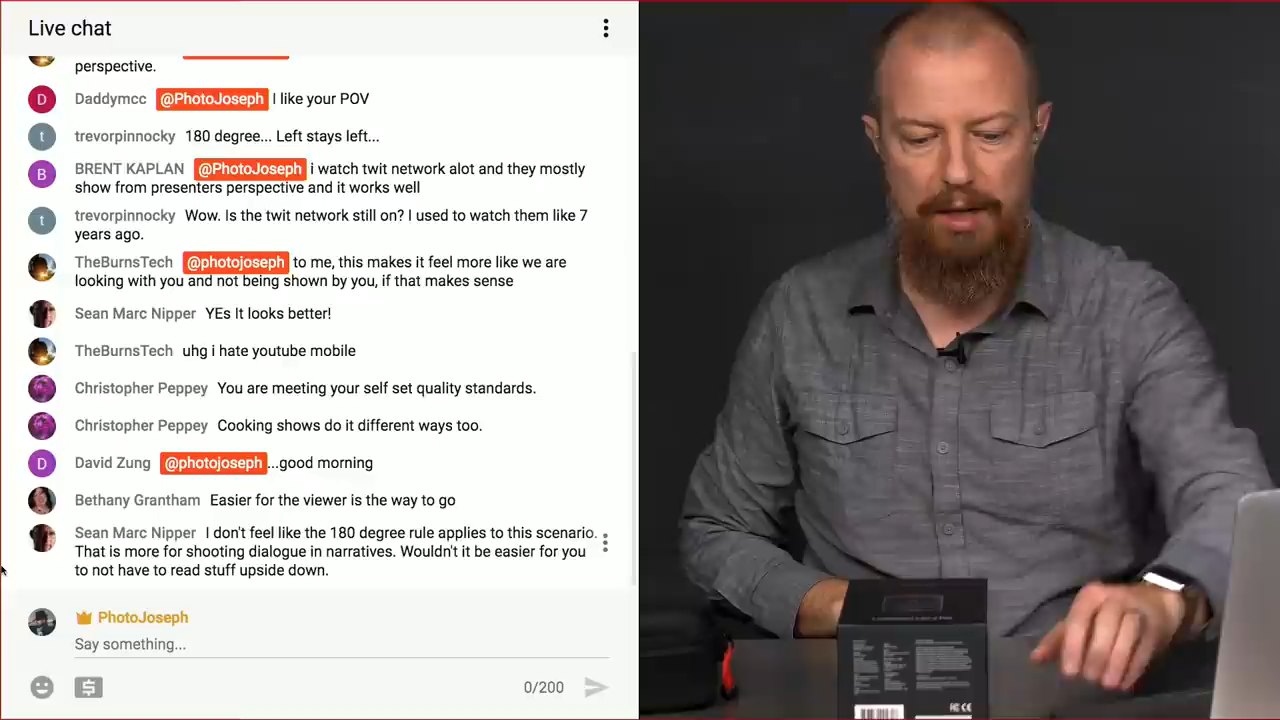 Live chat
perspective.
Daddymcc @PhotoJoseph I like your POV
trevorpinnocky 180 degree... Left stays left...
BRENT KAPLAN @PhotoJoseph i watch twit network alot and they mostly
show from presenters perspective and it works well
trevorpinnocky Wow. Is the twit network still on? I used to watch them like 7
years ago.
TheBurnsTech @photojoseph to me, this makes it feel more like we are
looking with you and not being shown by you, if that makes sense
Sean Marc Nipper YEs It looks better!
TheBurnsTech uhg i hate youtube mobile
Christopher Peppey You are meeting your self set quality standards.
Christopher Peppey Cooking shows do it different ways too.
David Zung @photojoseph...good morning
Bethany Grantham Easier for the viewer is the way to go
Sean Marc Nipper I don't feel like the 180 degree rule applies to this scenario.
That is more for shooting dialogue in narratives. Wouldn't it be easier for you
to not have to read stuff upside down.
PhotoJoseph
Say something...
0/200
D
t
B
t
D
FC CE